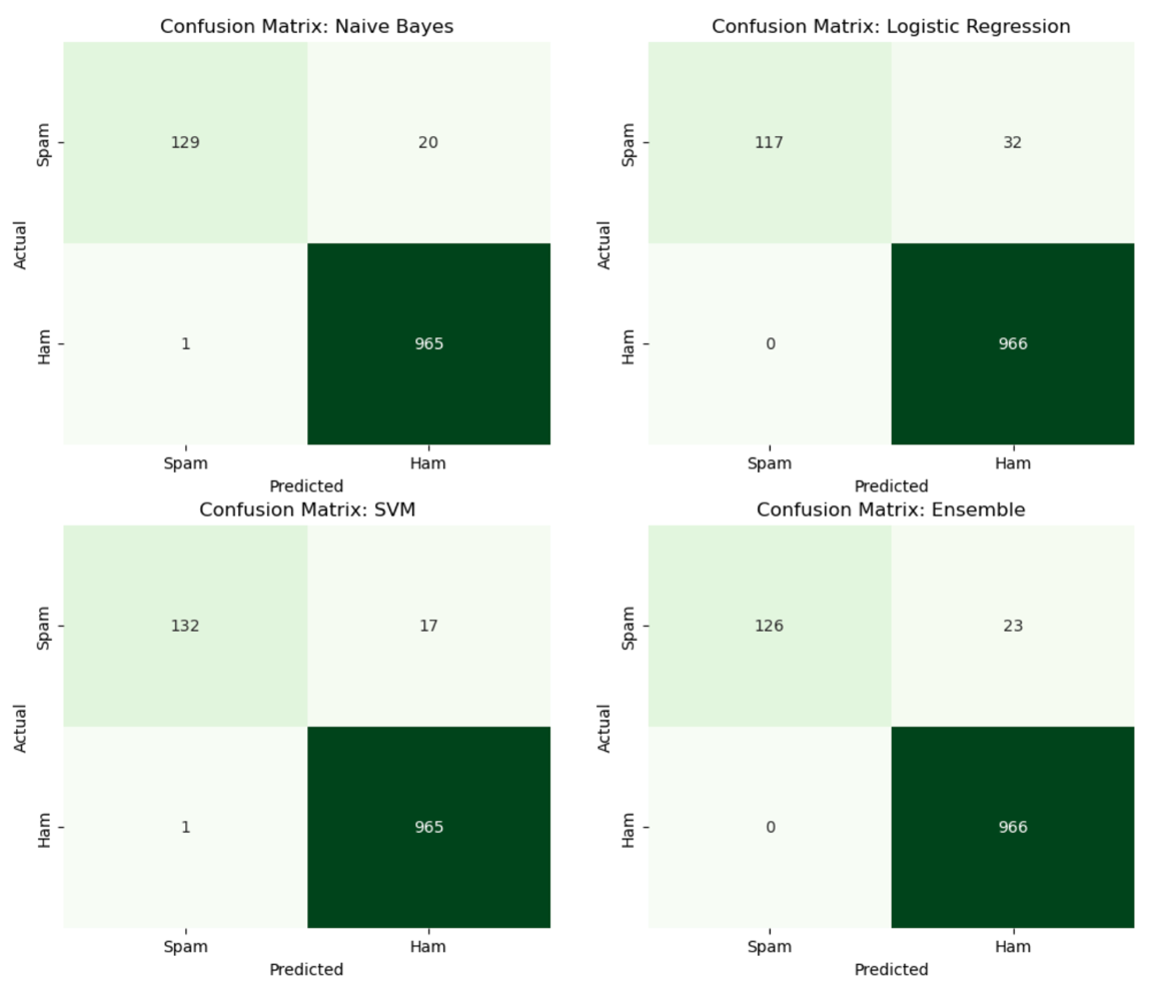 Confusion Matrix: Naive Bayes
Actual
Spam
129
20
Ham
1
965
Spam
Ham
Predicted
Confusion Matrix: Logistic Regression
Actual
Spam
117
32
Ham
0
966
Spam
Ham
Predicted
Confusion Matrix: SVM
Actual
Spam
132
17
Ham
1
965
Spam
Ham
Predicted
Confusion Matrix: Ensemble
Actual
Spam
126
23
Ham
0
966
Spam
Ham
Predicted